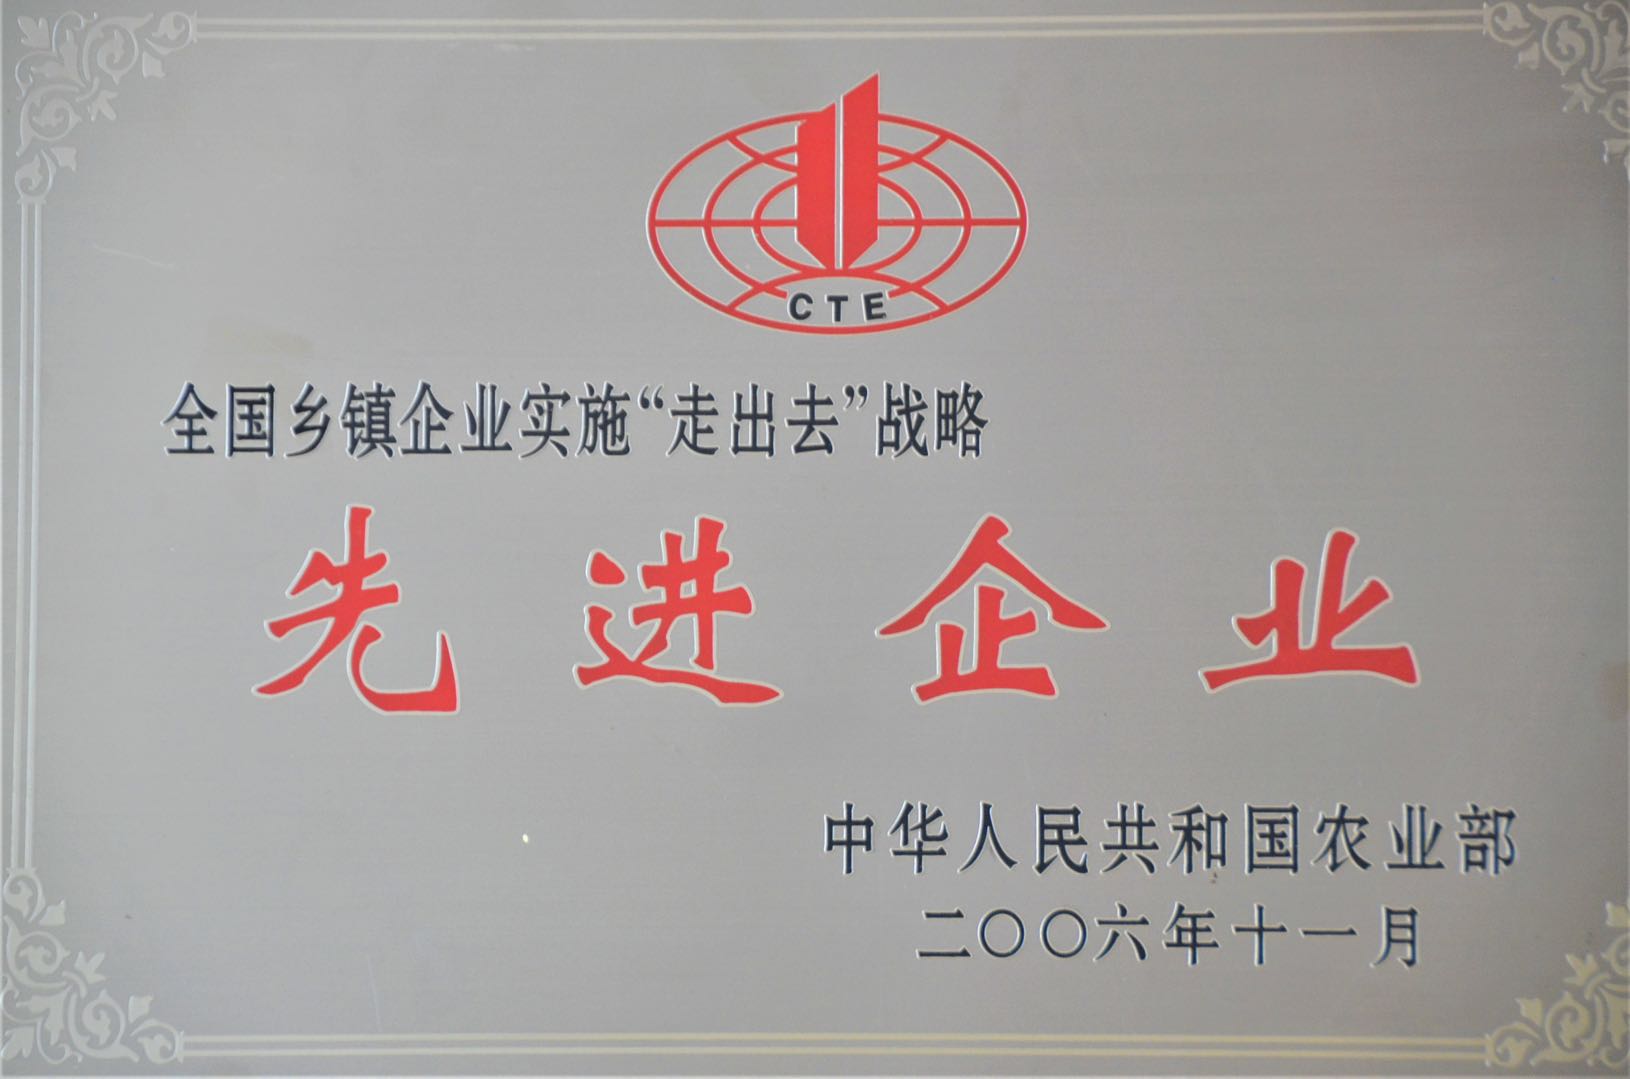 CTE
全国乡镇企业实施“走出去”战略
先进企业
中华人民共和国农业部
二〇〇六年十一月